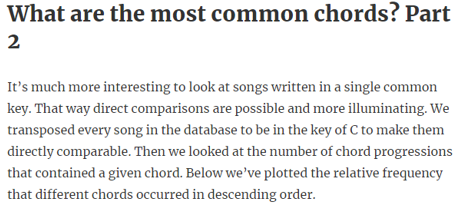 What are the most common chords? Part
2
It's much more interesting to look at songs written in a single common
key. That way direct comparisons are possible and more illuminating. We
transposed every song in the database to be in the key of C to make them
directly comparable. Then we looked at the number of chord progressions
that contained a given chord. Below we've plotted the relative frequency
that different chords occurred in descending order.